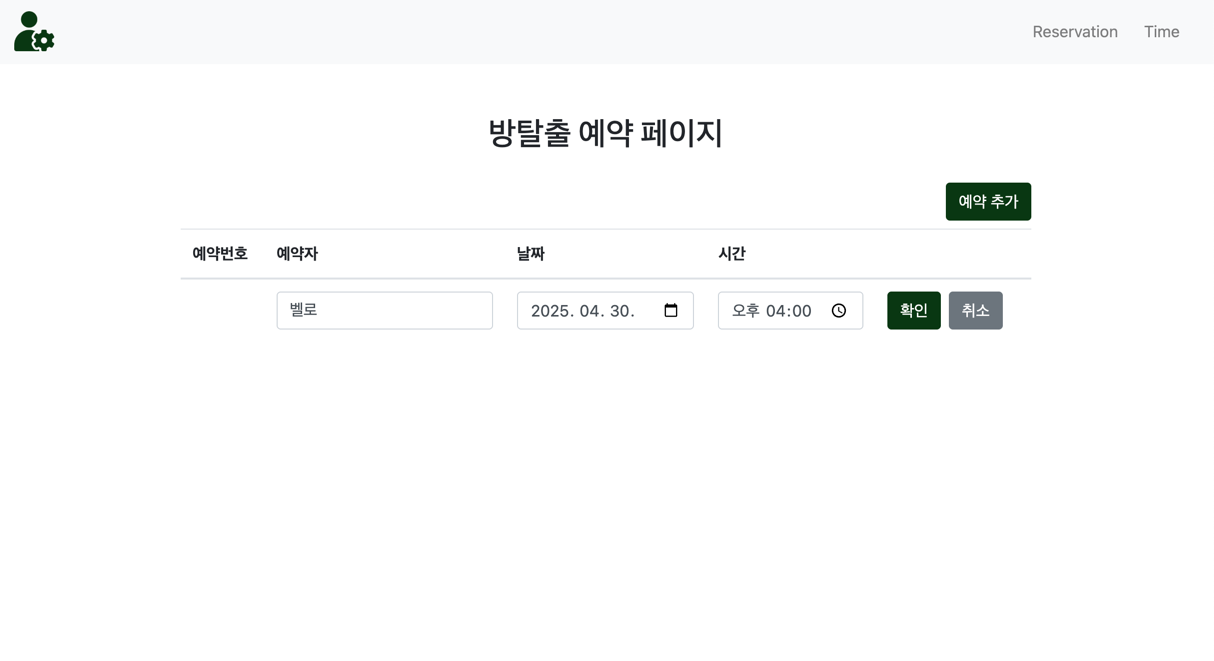 Reservation Time
방탈출 예약 페이지
예약 추가
예약번호 예약자 날짜 시간
벨로 2025. 04. 30. 오후 04:00 확인 취소